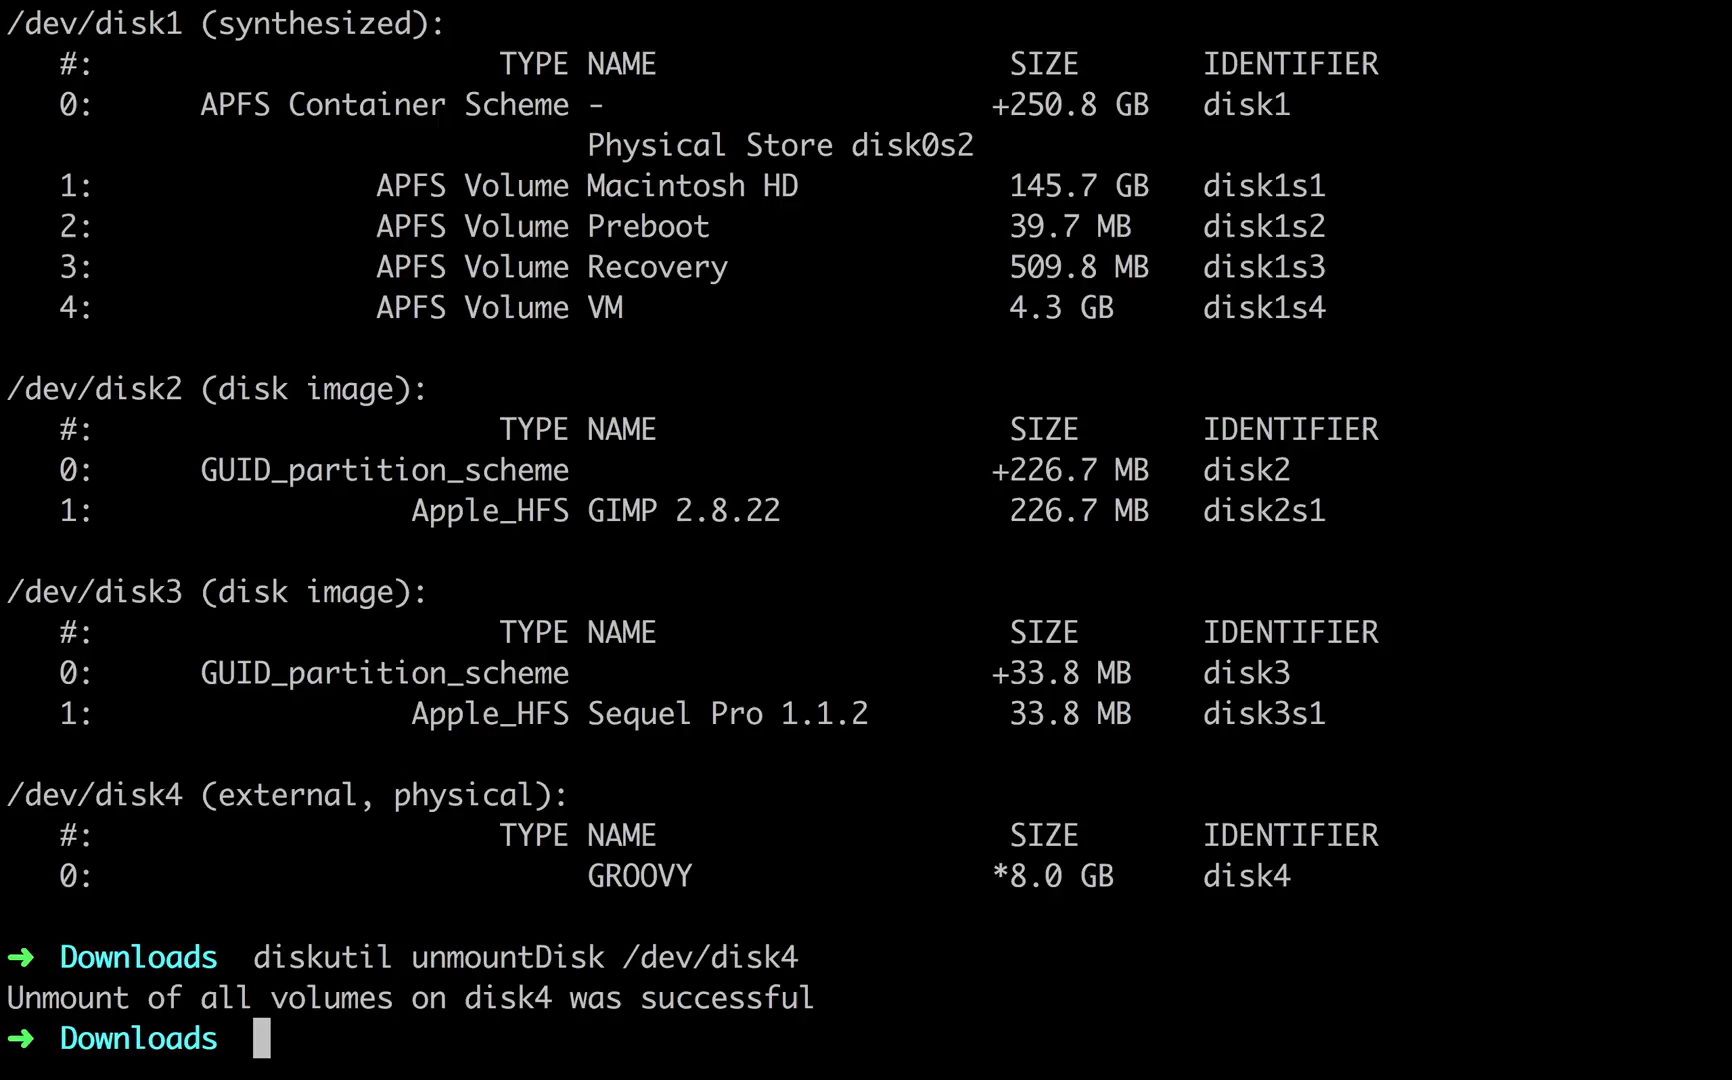 /dev/disk1 (synthesized):
   #:                       TYPE NAME                    SIZE       IDENTIFIER
   0:      APFS Container Scheme -                      +250.8 GB   disk1
                                 Physical Store disk0s2
   1:                APFS Volume Macintosh HD            145.7 GB   disk1s1
   2:                APFS Volume Preboot                 39.7 MB    disk1s2
   3:                APFS Volume Recovery                509.8 MB   disk1s3
   4:                APFS Volume VM                      4.3 GB     disk1s4

/dev/disk2 (disk image):
   #:                       TYPE NAME                    SIZE       IDENTIFIER
   0:      GUID_partition_scheme                        +226.7 MB   disk2
   1:                  Apple_HFS GIMP 2.8.22             226.7 MB   disk2s1

/dev/disk3 (disk image):
   #:                       TYPE NAME                    SIZE       IDENTIFIER
   0:      GUID_partition_scheme                        +33.8 MB    disk3
   1:                  Apple_HFS Sequel Pro 1.1.2        33.8 MB    disk3s1

/dev/disk4 (external, physical):
   #:                       TYPE NAME                    SIZE       IDENTIFIER
   0:                            GROOVY                 *8.0 GB     disk4

➜  Downloads  diskutil unmountDisk /dev/disk4
Unmount of all volumes on disk4 was successful
➜  Downloads